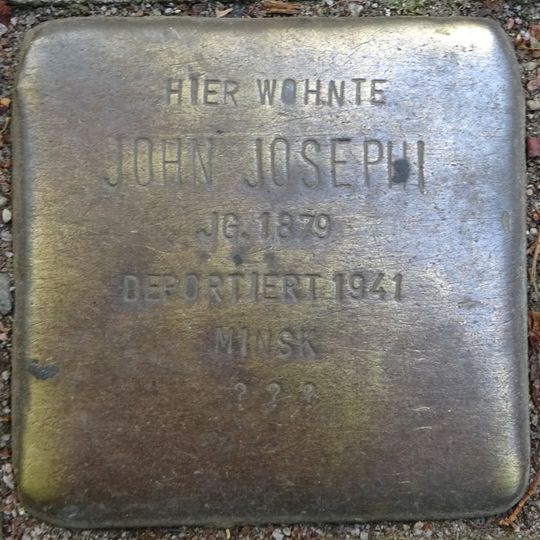 HIER WOHNTE
JOHN JOSEPHI
JG. 1879
DEPORTIERT 1941
MINSK
? ? ?